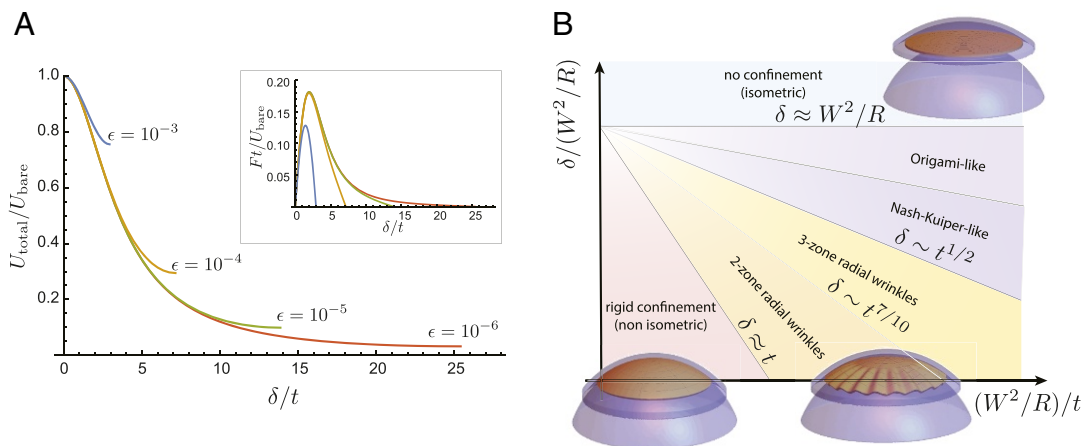 A
U_total/U_bare
1.0
0.8
0.6
0.4
0.2
0
5
10
15
20
25
δ/t
ϵ = 10^{-3}
ϵ = 10^{-4}
ϵ = 10^{-5}
ϵ = 10^{-6}
Ft/U_bare
0.20
0.15
0.10
0.05
0
5
10
15
20
25
δ/t
B
δ/(W^2/R)
no confinement
(isometric)
δ ≈ W^2/R
Origami-like
Nash-Kuiper-like
δ ∼ t^{1/2}
3-zone radial wrinkles
δ ∼ t^{7/10}
2-zone radial wrinkles
δ ≈ t
rigid confinement
(non isometric)
(W^2/R)/t